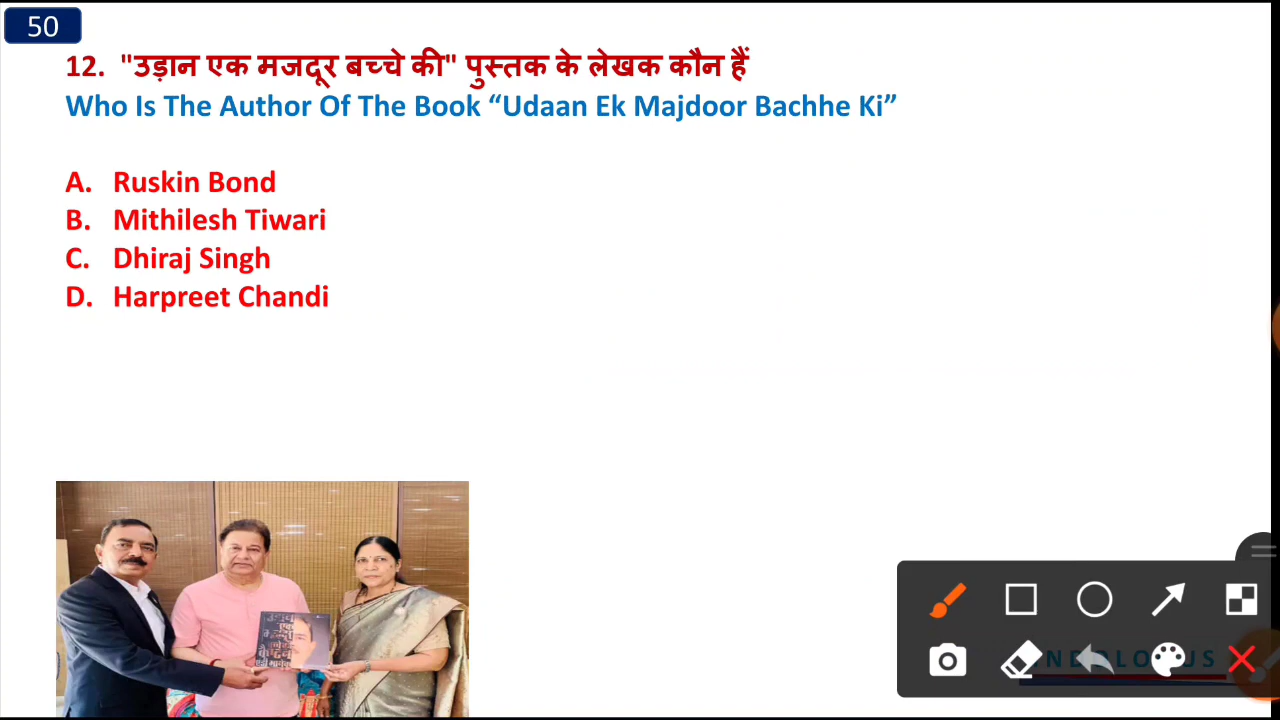 50
12. "उड़ान एक मजदूर बच्चे की" पुस्तक के लेखक कौन हैं
Who Is The Author Of The Book “Udaan Ek Majdoor Bachhe Ki”
A. Ruskin Bond
B. Mithilesh Tiwari
C. Dhiraj Singh
D. Harpreet Chandi